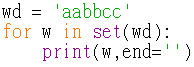 wd = 'aabbcc'
for w in set(wd):
    print(w,end='')